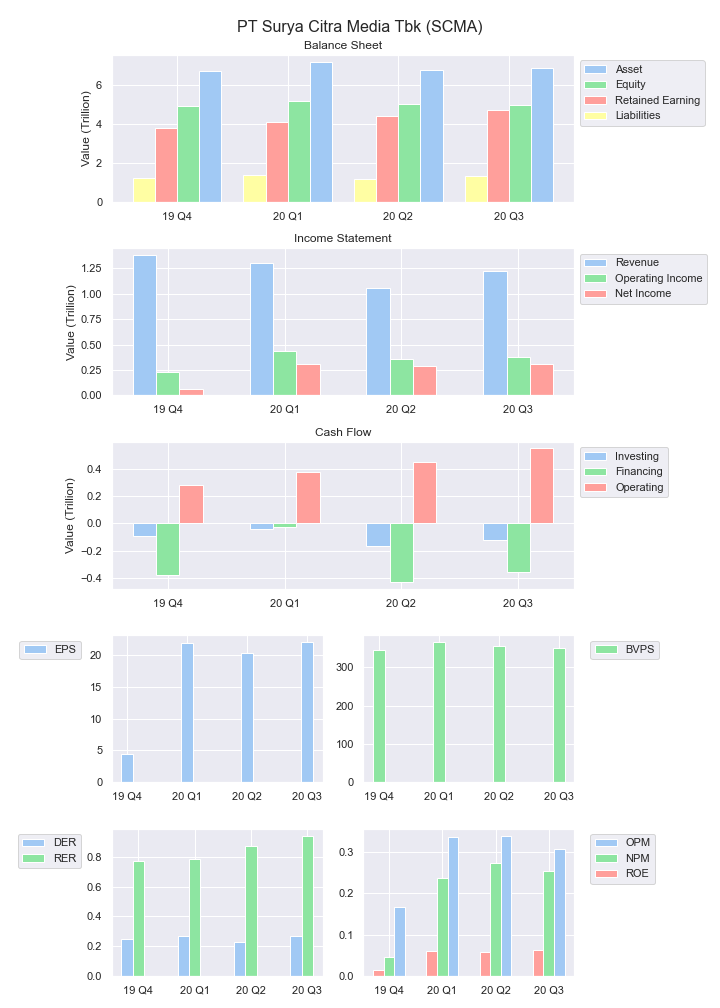 PT Surya Citra Media Tbk (SCMA)
Balance Sheet
Value (Trillion)
6
4
2
0
19 Q4 20 Q1 20 Q2 20 Q3
Asset
Equity
Retained Earning
Liabilities
Income Statement
Value (Trillion)
1.25
1.00
0.75
0.50
0.25
0.00
19 Q4 20 Q1 20 Q2 20 Q3
Revenue
Operating Income
Net Income
Cash Flow
Value (Trillion)
0.4
0.2
0.0
−0.2
−0.4
19 Q4 20 Q1 20 Q2 20 Q3
Investing
Financing
Operating
EPS
20
15
10
5
0
19 Q4 20 Q1 20 Q2 20 Q3
300
200
100
0
19 Q4 20 Q1 20 Q2 20 Q3
BVPS
DER
RER
0.8
0.6
0.4
0.2
0.0
19 Q4 20 Q1 20 Q2 20 Q3
0.3
0.2
0.1
0.0
19 Q4 20 Q1 20 Q2 20 Q3
OPM
NPM
ROE